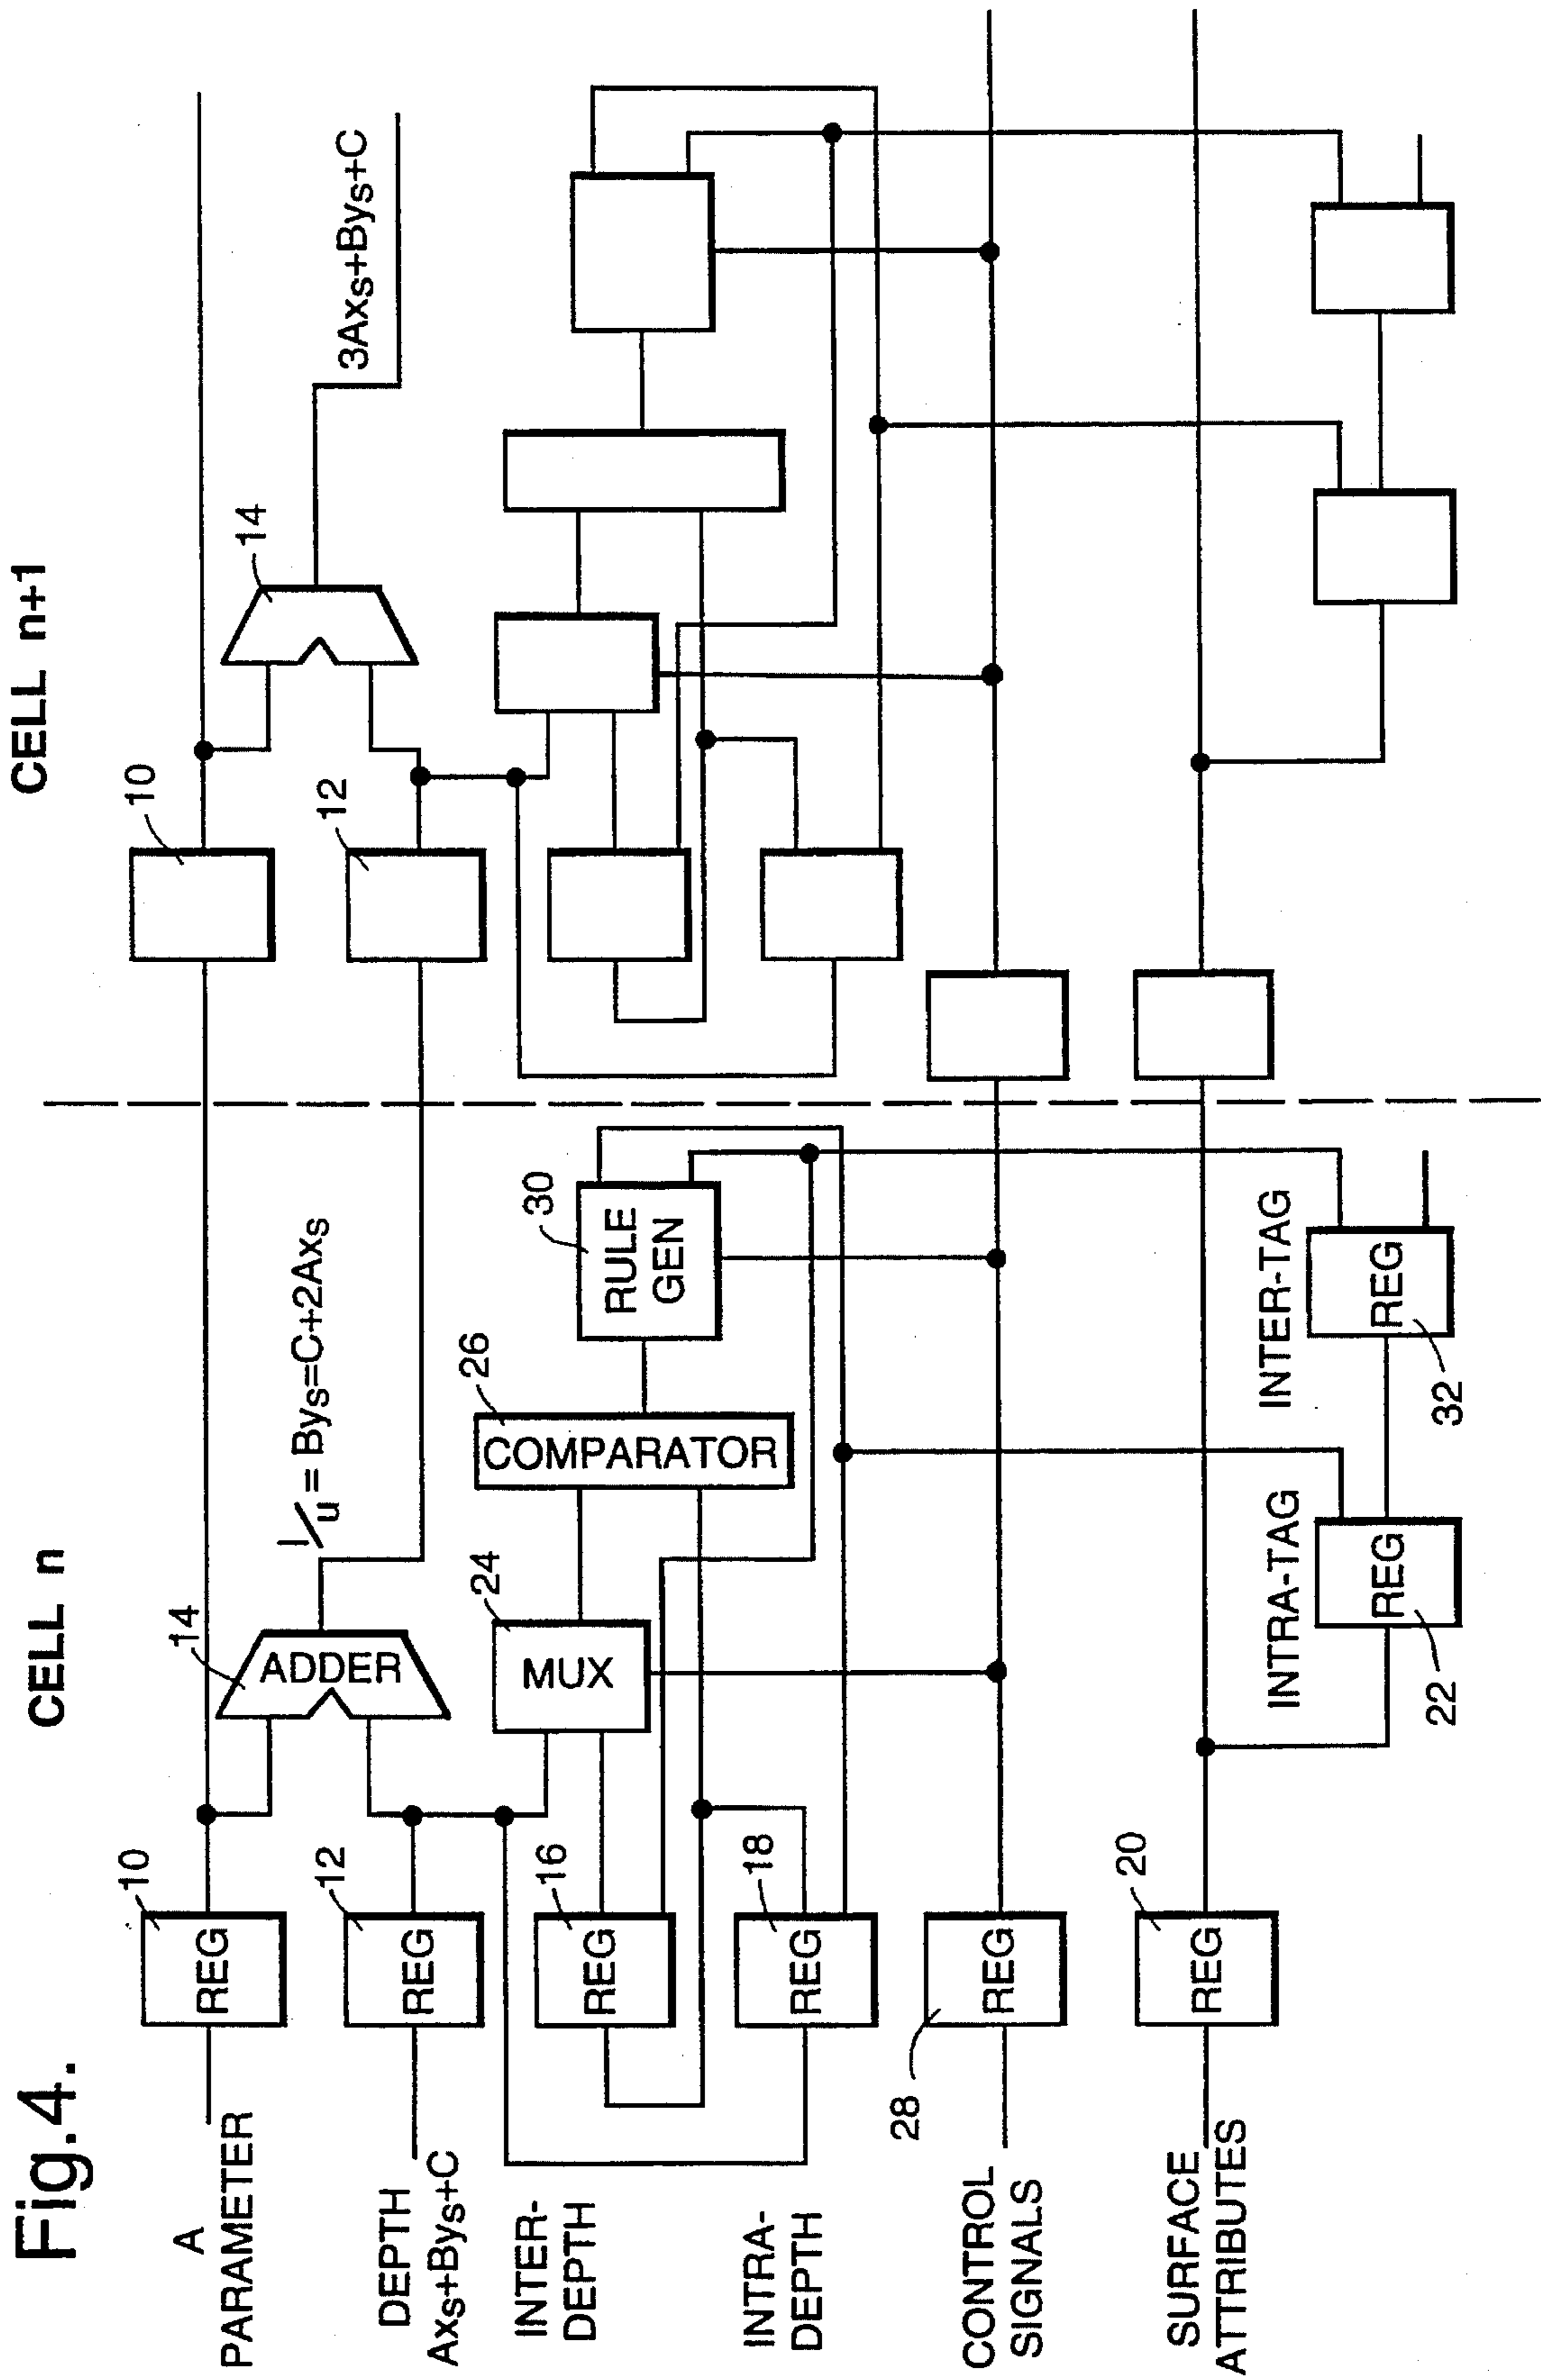 Fig.4.
CELL n
CELL n+1
A
PARAMETER
10
REG
14
ADDER
I/u = Bys=C+2Axs
10
14
3Axs+Bys+C
DEPTH
Axs+Bys+C
12
REG
12
INTER-
DEPTH
16
REG
24
MUX
26
COMPARATOR
30
RULE
GEN
INTRA-
DEPTH
18
REG
CONTROL
SIGNALS
28
REG
SURFACE
ATTRIBUTES
20
REG
INTRA-TAG
REG
22
INTER-TAG
REG
32